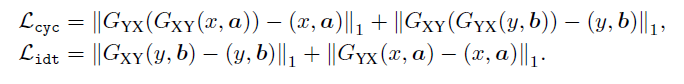 ℒ_cyc = ‖G_YX(G_XY(x, a)) − (x, a)‖₁ + ‖G_XY(G_YX(y, b)) − (y, b)‖₁,
ℒ_idt = ‖G_XY(y, b) − (y, b)‖₁ + ‖G_YX(x, a) − (x, a)‖₁.